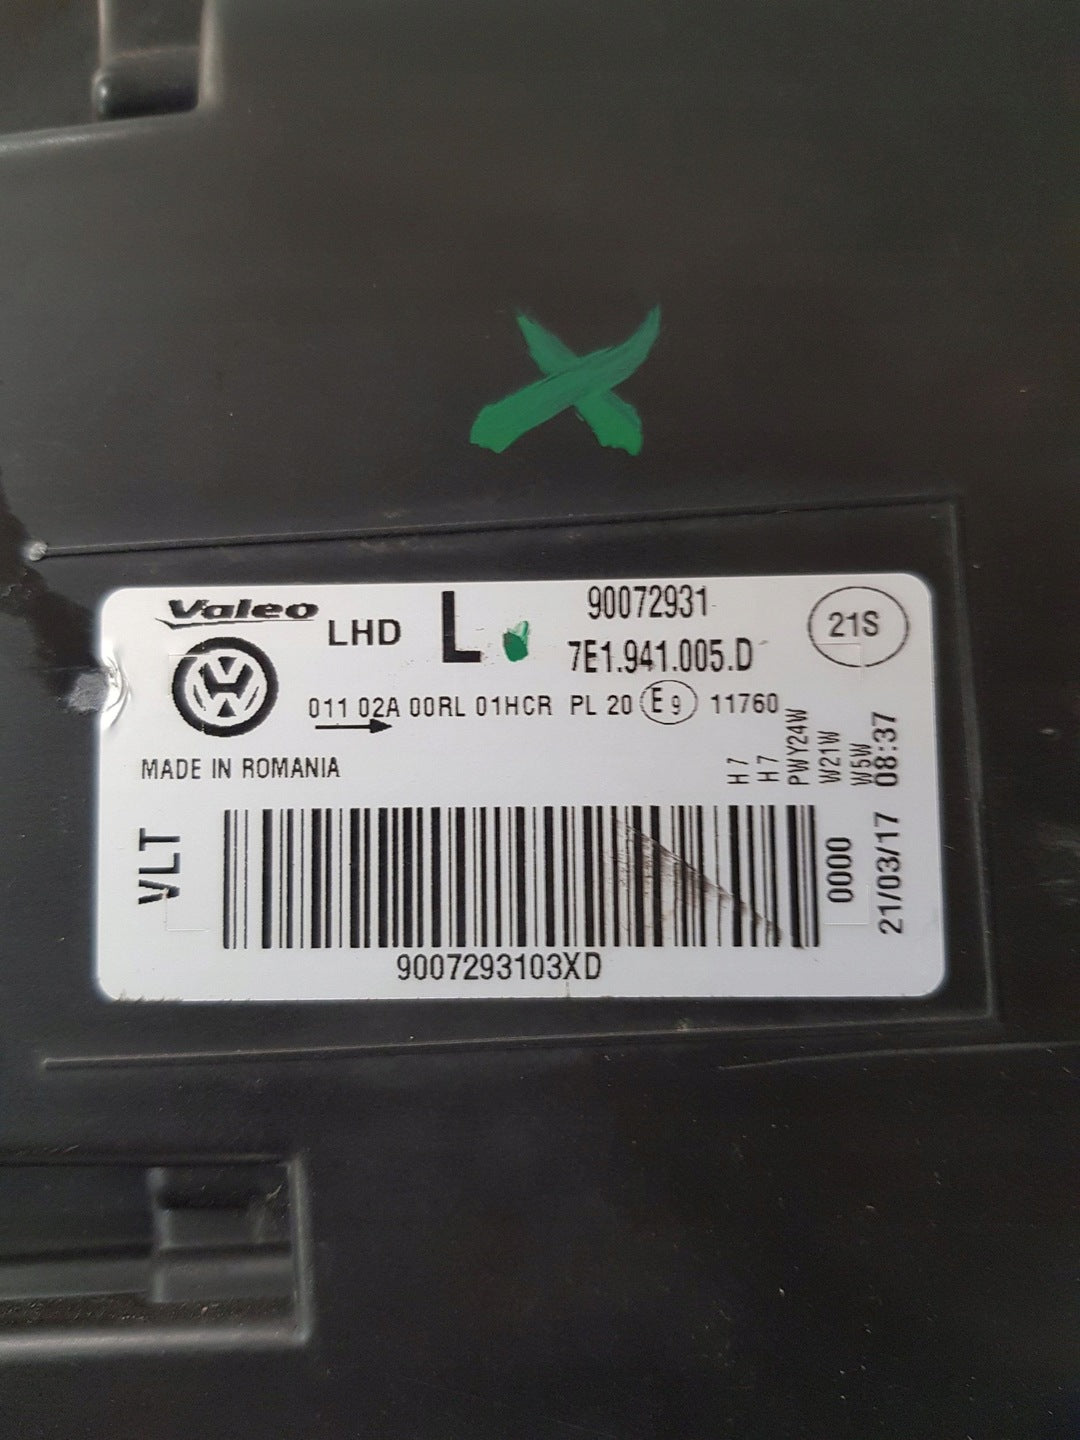 Valeo
LHD L
90072931
7E1.941.005.D
21S
011 02A 00RL 01HCR PL 20 E9 11760
MADE IN ROMANIA
H7
H7
PWY24W
W21W
W5W
VLT
0000
21/03/17 08:37
9007293103XD